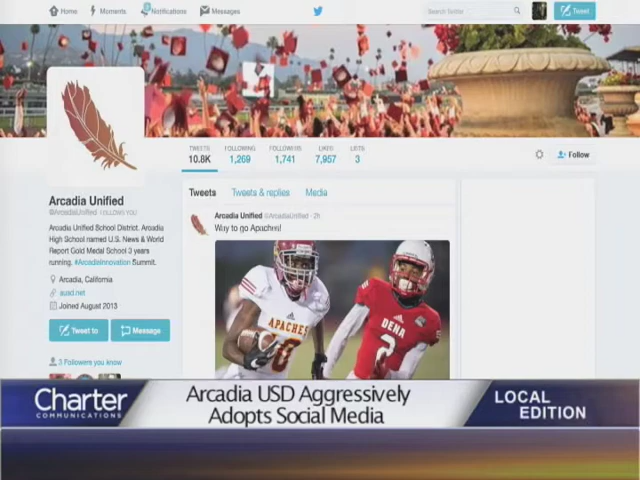 Home Moments Notifications Messages Search Twitter Tweet
TWEETS FOLLOWING FOLLOWERS LIKES LISTS
10.8K 1,269 1,741 7,957 3
Follow
Tweets Tweets & replies Media
Arcadia Unified
@ArcadiaUnified FOLLOWS YOU
Arcadia Unified School District. Arcadia
High School named U.S. News & World
Report Gold Medal School 3 years
running. #ArcadiaInnovation Summit.
Arcadia, California
ausd.net
Joined August 2013
Tweet to Message
3 Followers you know
Arcadia Unified @ArcadiaUnified · 2h
Way to go Apaches!
APACHES
DENA
2
Charter
COMMUNICATIONS
Arcadia USD Aggressively
Adopts Social Media
LOCAL
EDITION